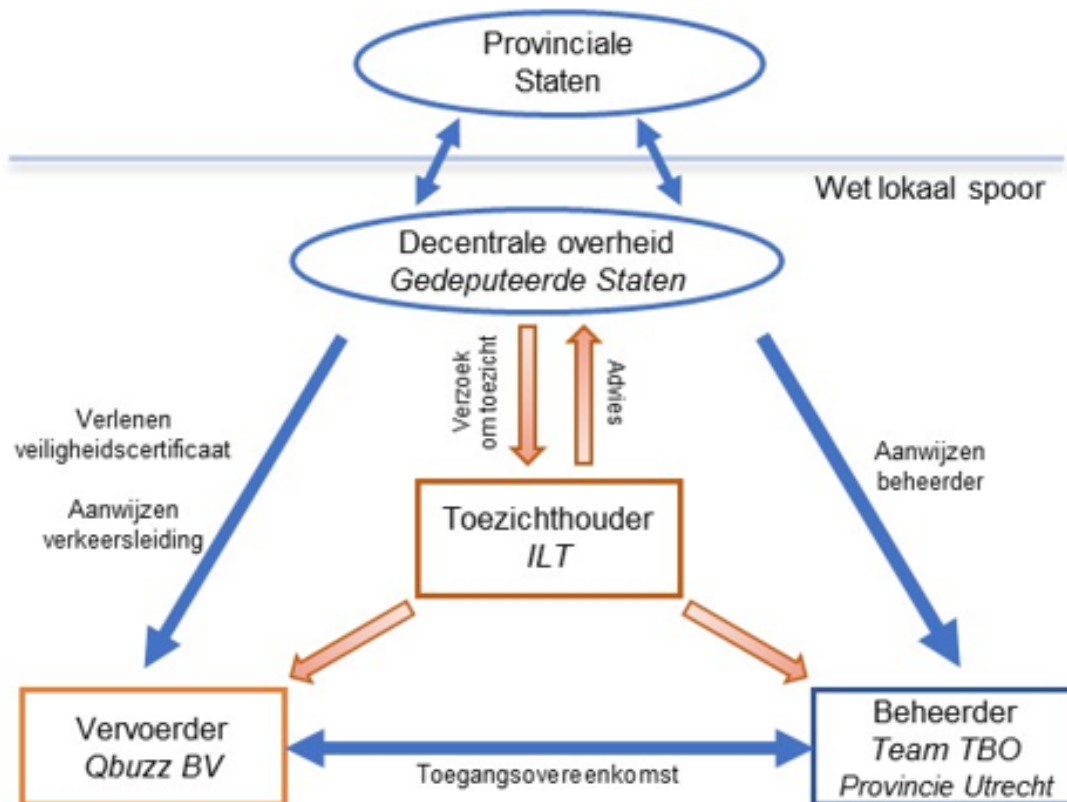 Provinciale
Staten
Wet lokaal spoor
Decentrale overheid
Gedeputeerde Staten
Verzoek
om toezicht
Advies
Verlenen
veiligheidscertificaat
Aanwijzen
verkeersleiding
Aanwijzen
beheerder
Toezichthouder
ILT
Vervoerder
Qbuzz BV
Toegangsovereenkomst
Beheerder
Team TBO
Provincie Utrecht